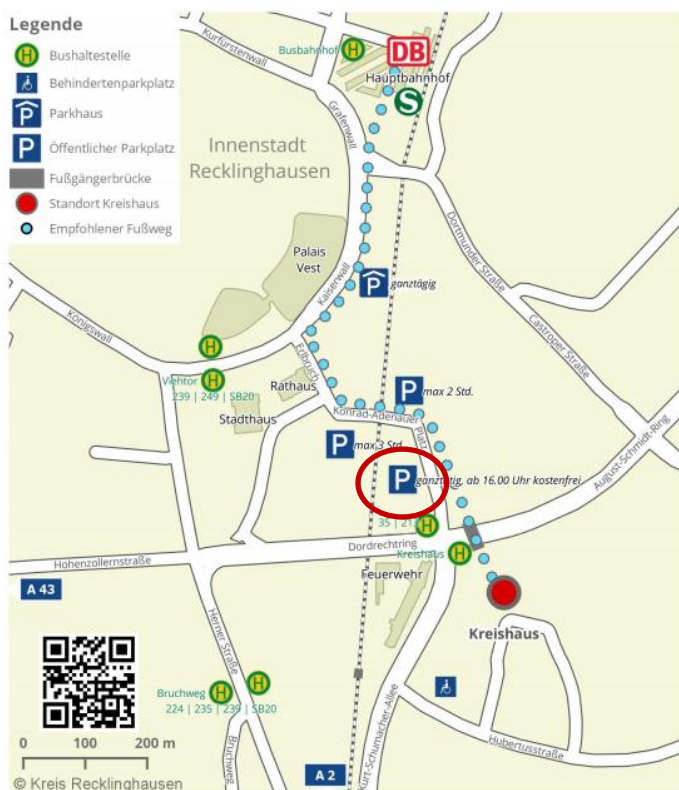 Legende
H Bushaltestelle
Behindertenparkplatz
P Parkhaus
P Öffentlicher Parkplatz
Fußgängerbrücke
Standort Kreishaus
Empfohlener Fußweg
Kurfürstenwall
Busbahnhof H
DB
Hauptbahnhof
S
Grafenwall
Innenstadt
Recklinghausen
Dortmunder Straße
Palais
Vest
Kaiserwall
P ganztägig
Castroper Straße
Königswall
H
Viehtor H
239 | 249 | SB20
Erlbruch
Rathaus
Stadthaus
P max 2 Std.
Konrad-Adenauer
Platz
P max 3 Std.
P ganztätig, ab 16.00 Uhr kostenfrei
August-Schmidt-Ring
35 | 213 H
Dordrechtring
Hohenzollernstraße
Kreishaus H
Feuerwehr
A 43
Kreishaus
Herner Straße
Bruchweg H
H
224 | 235 | 239 | SB20
Bruchweg
Kurt-Schumacher-Allee
Hubertusstraße
0 100 200 m
A 2
© Kreis Recklinghausen